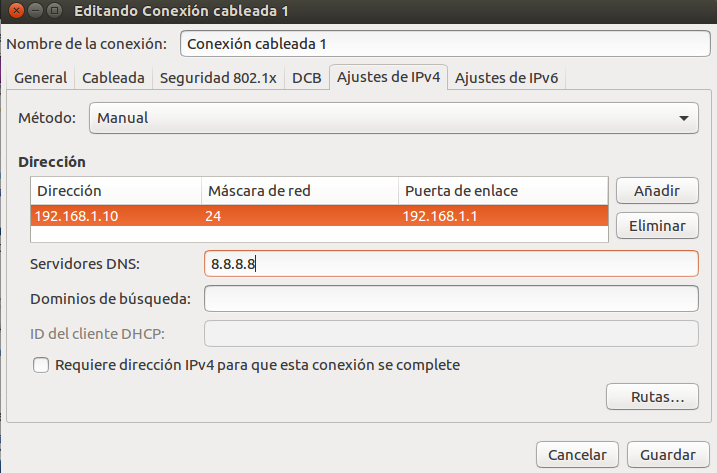 Editando Conexión cableada 1
Nombre de la conexión: Conexión cableada 1
General Cableada Seguridad 802.1x DCB Ajustes de IPv4 Ajustes de IPv6
Método: Manual
Dirección
Dirección Máscara de red Puerta de enlace Añadir
192.168.1.10 24 192.168.1.1 Eliminar
Servidores DNS: 8.8.8.8
Dominios de búsqueda:
ID del cliente DHCP:
Requiere dirección IPv4 para que esta conexión se complete
Rutas...
Cancelar Guardar